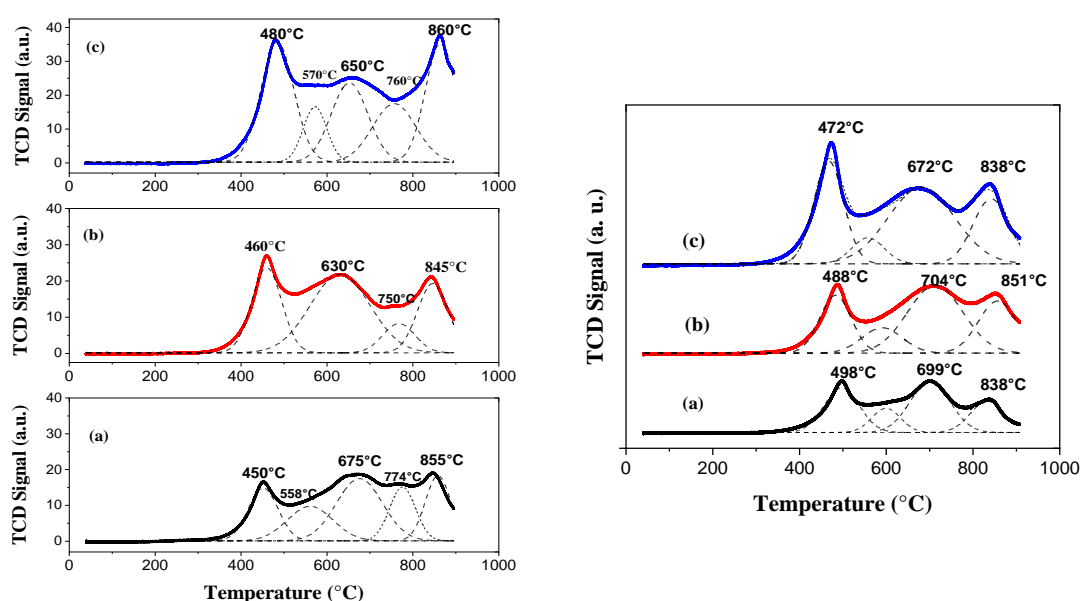 (c)
480°C
570°C
650°C
760°C
860°C
TCD Signal (a.u.)
40
30
20
10
0
0 200 400 600 800 1000
(b)
460°C
630°C
750°C
845°C
TCD Signal (a.u.)
40
30
20
10
0
0 200 400 600 800 1000
(a)
450°C
558°C
675°C
774°C
855°C
TCD Signal (a.u.)
40
30
20
10
0
0 200 400 600 800 1000
Temperature (°C)
472°C
672°C
838°C
(c)
488°C
704°C
851°C
(b)
498°C
699°C
838°C
(a)
TCD Signal (a. u.)
0 200 400 600 800 1000
Temperature (°C)